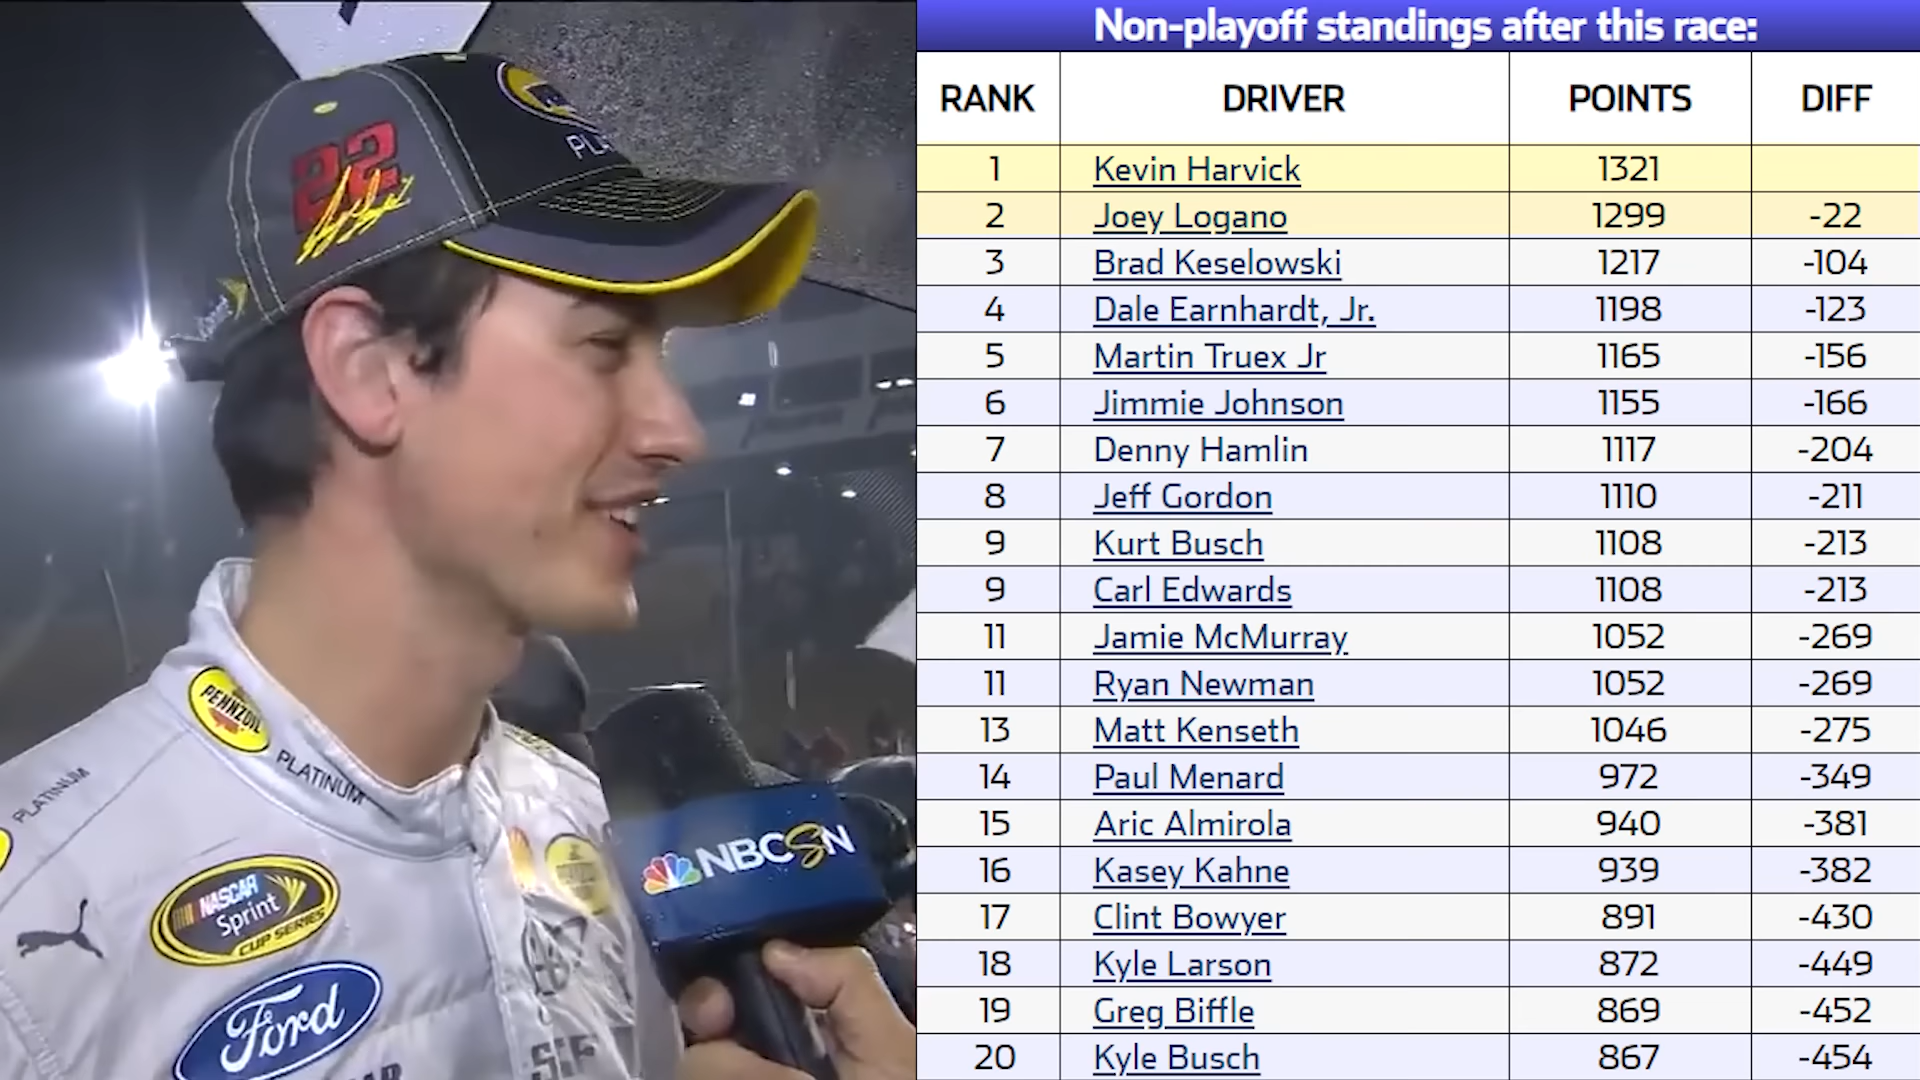 22
PLA
PENNZOIL
PLATINUM
PLATINUM
NASCAR
Sprint
CUP SERIES
Ford
NBCSN
Non-playoff standings after this race:
RANK DRIVER POINTS DIFF
1 Kevin Harvick 1321
2 Joey Logano 1299 -22
3 Brad Keselowski 1217 -104
4 Dale Earnhardt, Jr. 1198 -123
5 Martin Truex Jr 1165 -156
6 Jimmie Johnson 1155 -166
7 Denny Hamlin 1117 -204
8 Jeff Gordon 1110 -211
9 Kurt Busch 1108 -213
9 Carl Edwards 1108 -213
11 Jamie McMurray 1052 -269
11 Ryan Newman 1052 -269
13 Matt Kenseth 1046 -275
14 Paul Menard 972 -349
15 Aric Almirola 940 -381
16 Kasey Kahne 939 -382
17 Clint Bowyer 891 -430
18 Kyle Larson 872 -449
19 Greg Biffle 869 -452
20 Kyle Busch 867 -454